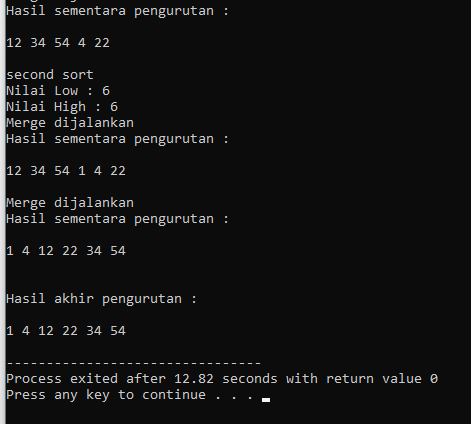 Hasil sementara pengurutan :
12 34 54 4 22
second sort
Nilai Low : 6
Nilai High : 6
Merge dijalankan
Hasil sementara pengurutan :
12 34 54 1 4 22
Merge dijalankan
Hasil sementara pengurutan :
1 4 12 22 34 54
Hasil akhir pengurutan :
1 4 12 22 34 54
--------------------------------
Process exited after 12.82 seconds with return value 0
Press any key to continue . . .